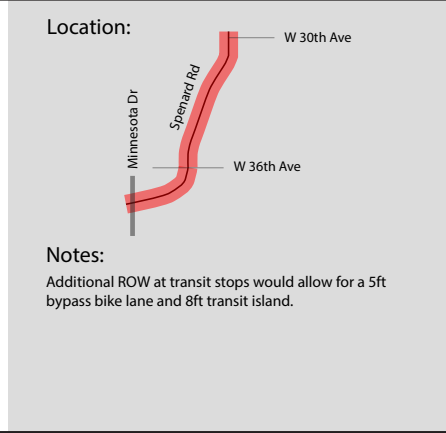 Location:
W 30th Ave
Spenard Rd
Minnesota Dr
W 36th Ave
Notes:
Additional ROW at transit stops would allow for a 5ft
bypass bike lane and 8ft transit island.